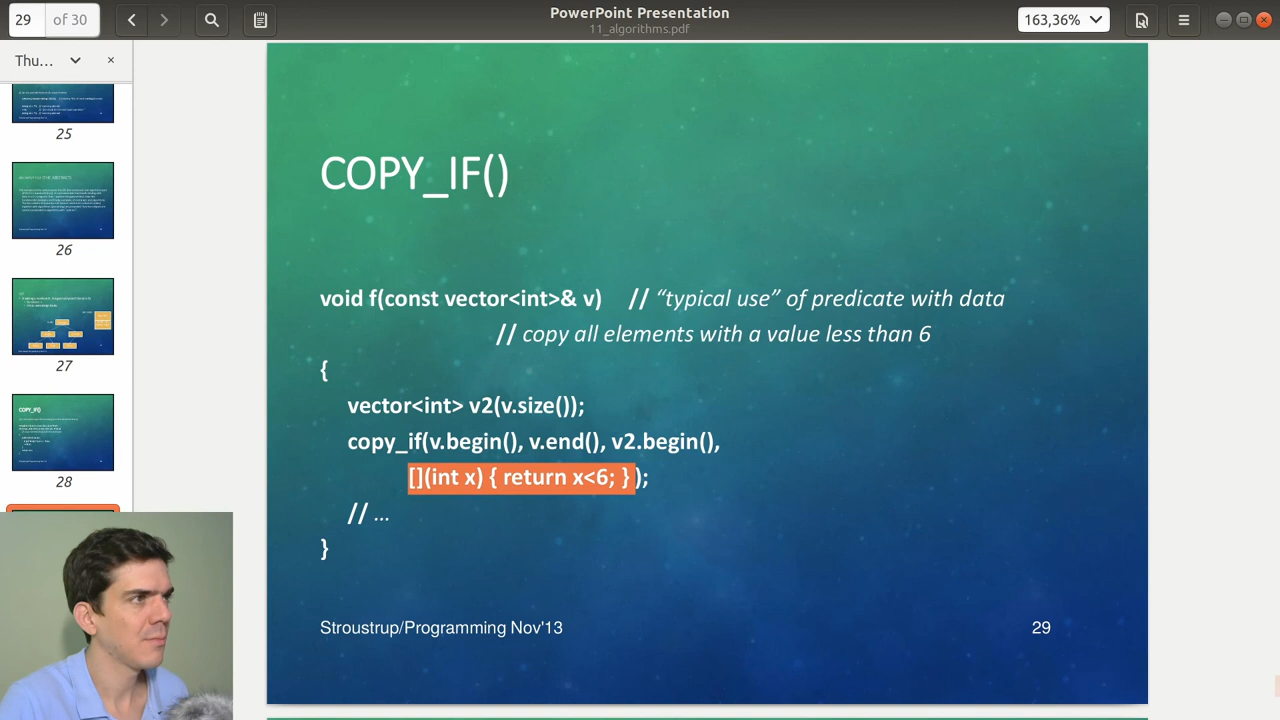 29 of 30
PowerPoint Presentation
11_algorithms.pdf
163,36%
Thu...
25
26
27
COPY_IF()
28
COPY_IF()
void f(const vector<int>& v) // “typical use” of predicate with data
// copy all elements with a value less than 6
{
vector<int> v2(v.size());
copy_if(v.begin(), v.end(), v2.begin(),
[](int x) { return x<6; } );
// ...
}
Stroustrup/Programming Nov'13
29